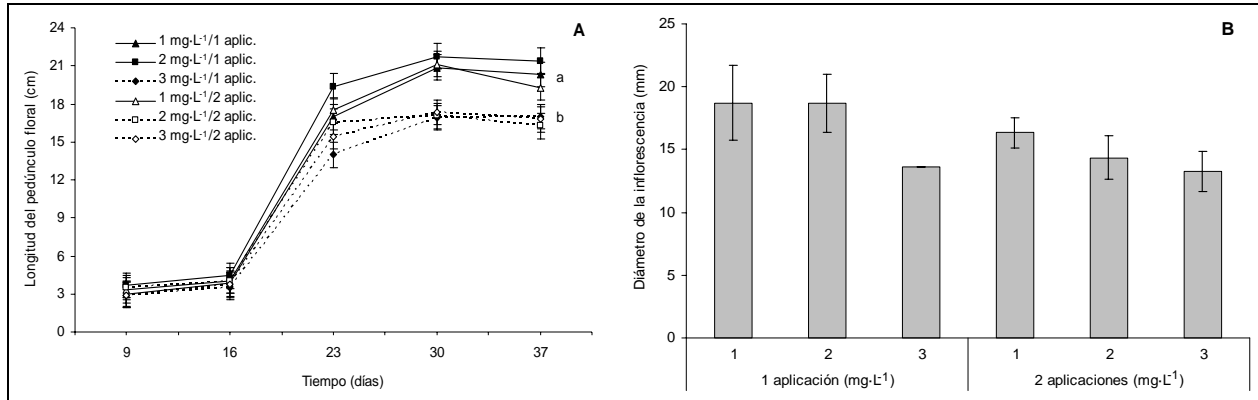 A
Longitud del pedúnculo floral (cm)
24
21
18
15
12
9
6
3
0
1 mg·L-1/1 aplic.
2 mg·L-1/1 aplic.
3 mg·L-1/1 aplic.
1 mg·L-1/2 aplic.
2 mg·L-1/2 aplic.
3 mg·L-1/2 aplic.
a
b
9 16 23 30 37
Tiempo (días)
B
Diámetro de la inflorescencia (mm)
25
20
15
10
5
0
1 2 3 1 2 3
1 aplicación (mg·L-1) 2 aplicaciones (mg·L-1)